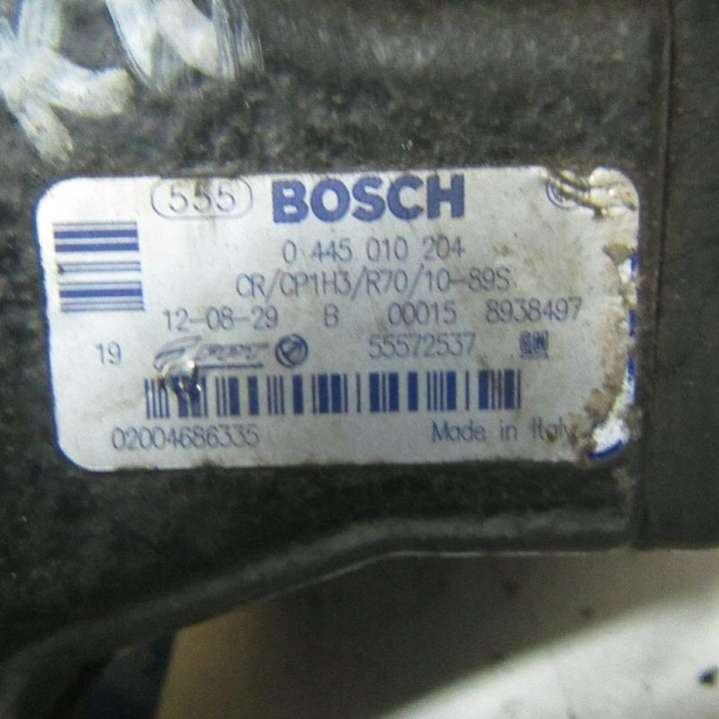 555 BOSCH
0 445 010 204
CR/CP1H3/R70/10-89S
12-08-29 B 00015 8938497
19 55572537 GM
02004686335 Made in Italy